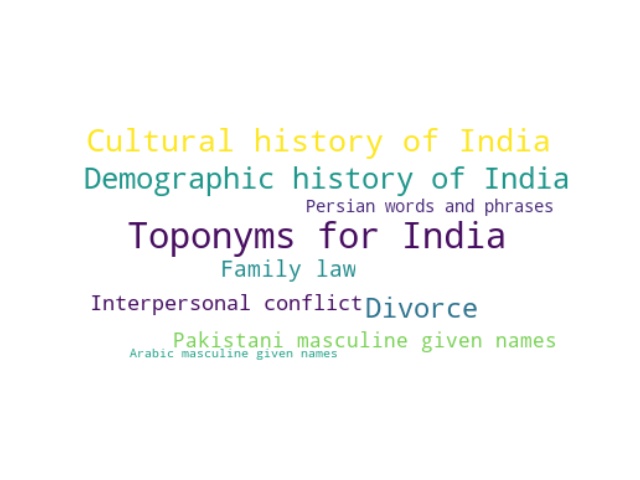 Cultural history of India
Demographic history of India
Persian words and phrases
Toponyms for India
Family law
Interpersonal conflict
Divorce
Pakistani masculine given names
Arabic masculine given names